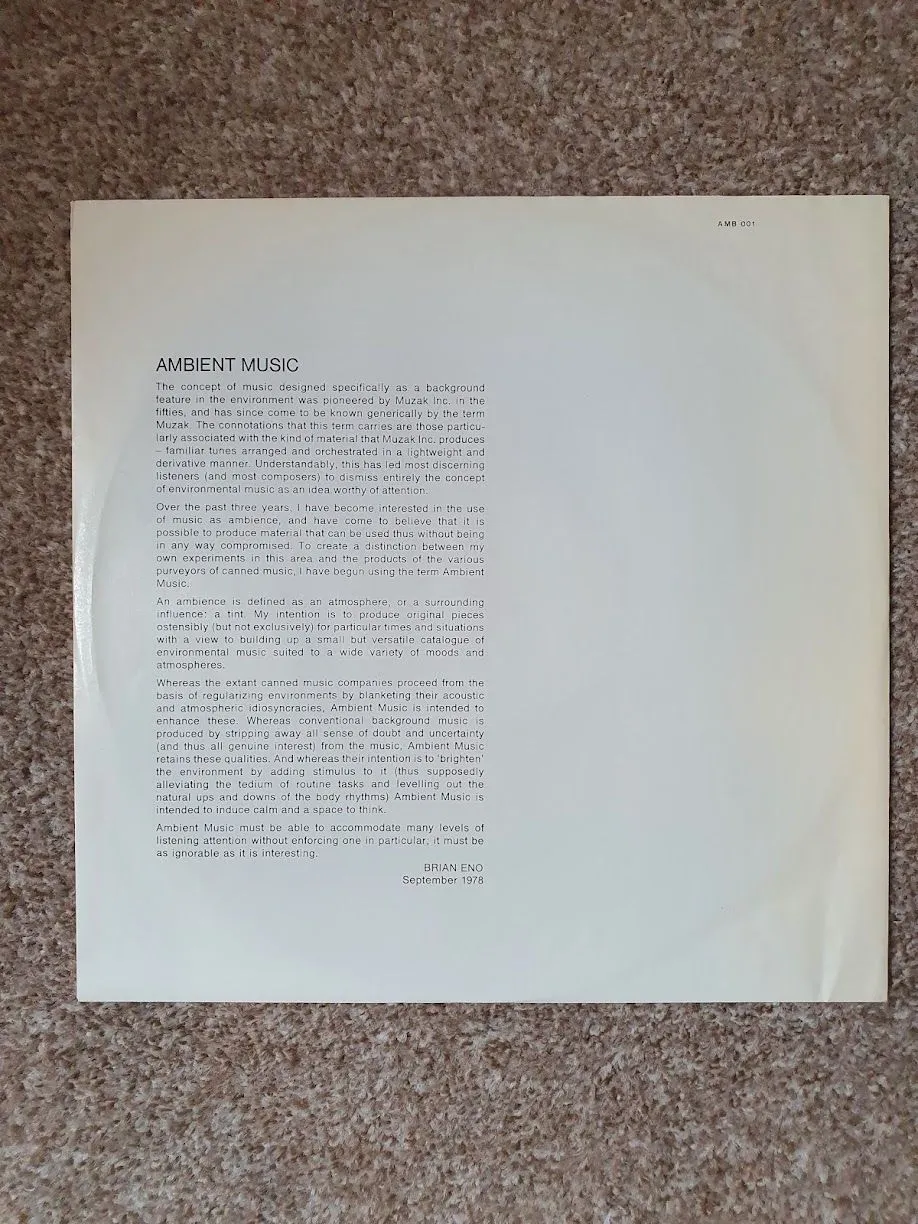 AMB 001
AMBIENT MUSIC
The concept of music designed specifically as a background
feature in the environment was pioneered by Muzak Inc. in the
fifties, and has since come to be known generically by the term
Muzak. The connotations that this term carries are those particu-
larly associated with the kind of material that Muzak Inc. produces
– familiar tunes arranged and orchestrated in a lightweight and
derivative manner. Understandably, this has led most discerning
listeners (and most composers) to dismiss entirely the concept
of environmental music as an idea worthy of attention.
Over the past three years, I have become interested in the use
of music as ambience, and have come to believe that it is
possible to produce material that can be used thus without being
in any way compromised. To create a distinction between my
own experiments in this area and the products of the various
purveyors of canned music, I have begun using the term Ambient
Music.
An ambience is defined as an atmosphere, or a surrounding
influence: a tint. My intention is to produce original pieces
ostensibly (but not exclusively) for particular times and situations
with a view to building up a small but versatile catalogue of
environmental music suited to a wide variety of moods and
atmospheres.
Whereas the extant canned music companies proceed from the
basis of regularizing environments by blanketing their acoustic
and atmospheric idiosyncracies, Ambient Music is intended to
enhance these. Whereas conventional background music is
produced by stripping away all sense of doubt and uncertainty
(and thus all genuine interest) from the music, Ambient Music
retains these qualities. And whereas their intention is to 'brighten'
the environment by adding stimulus to it (thus supposedly
alleviating the tedium of routine tasks and levelling out the
natural ups and downs of the body rhythms) Ambient Music is
intended to induce calm and a space to think.
Ambient Music must be able to accommodate many levels of
listening attention without enforcing one in particular; it must be
as ignorable as it is interesting.
BRIAN ENO
September 1978